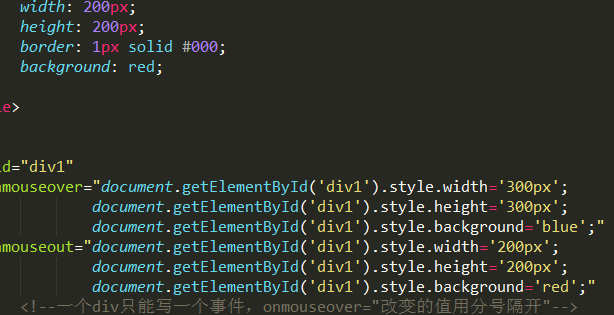 width: 200px;
height: 200px;
border: 1px solid #000;
background: red;
le>
id="div1"
nmouseover="document.getElementById('div1').style.width='300px';
document.getElementById('div1').style.height='300px';
document.getElementById('div1').style.background='blue';"
nmouseout="document.getElementById('div1').style.width='200px';
document.getElementById('div1').style.height='200px';
document.getElementById('div1').style.background='red';"
<!--一个div只能写一个事件，onmouseover="改变的值用分号隔开"-->